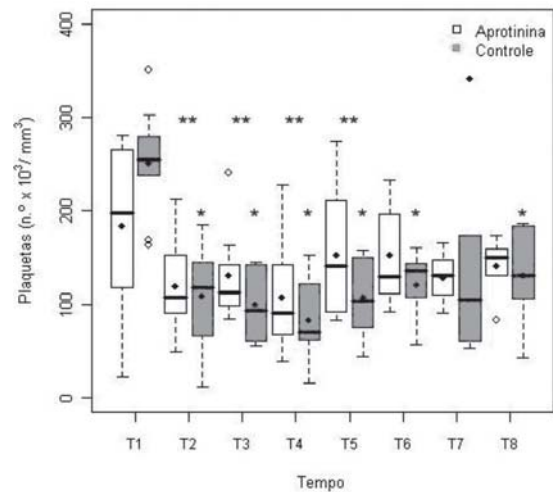 Aprotinina
Controle
Plaquetas (n.º x 10³/ mm³)
400
300
200
100
0
** ** ** **
* * * * * *
T1 T2 T3 T4 T5 T6 T7 T8
Tempo